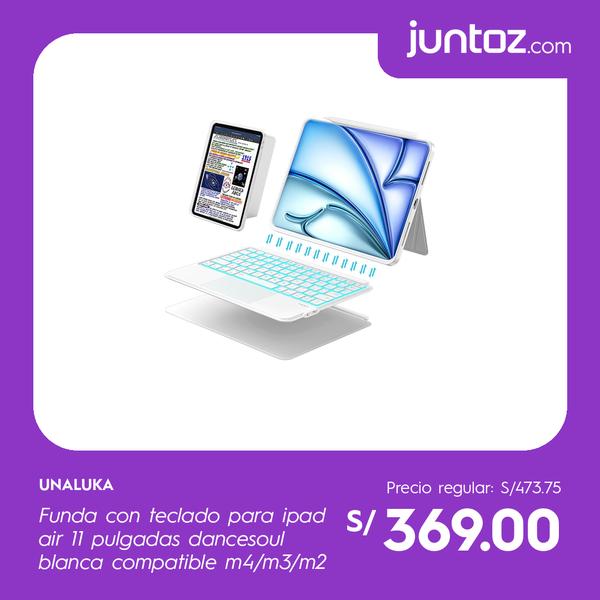 juntoz.com
UNALUKA
Funda con teclado para ipad
air 11 pulgadas dancesoul
blanca compatible m4/m3/m2
Precio regular: S/473.75
S/ 369.00